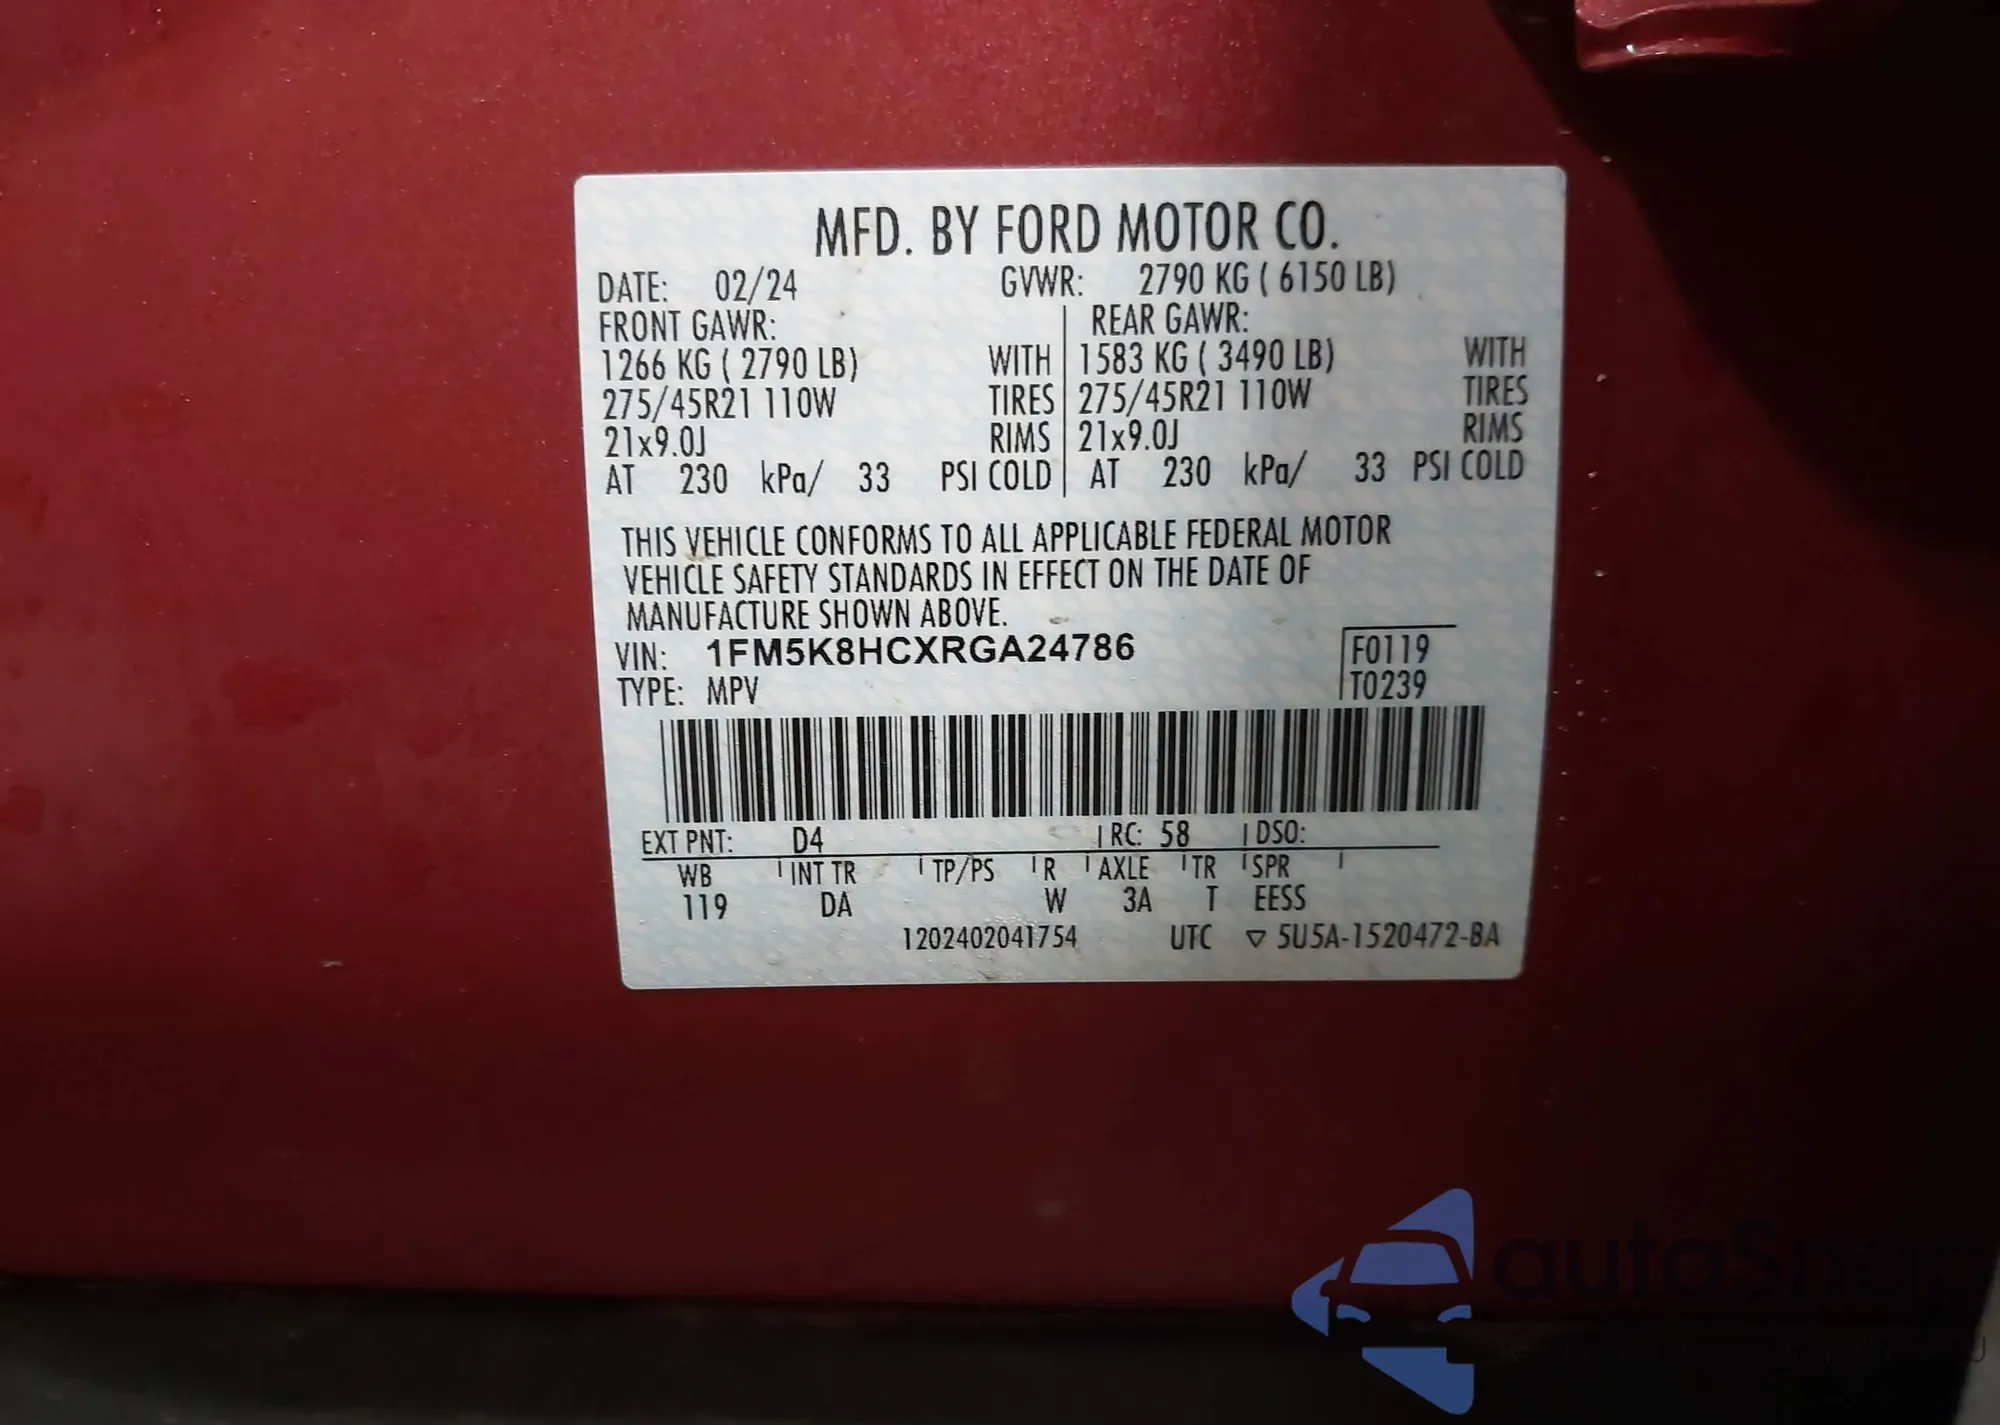 MFD. BY FORD MOTOR CO.
DATE: 02/24 GVWR: 2790 KG ( 6150 LB)
FRONT GAWR: REAR GAWR:
1266 KG ( 2790 LB) WITH 1583 KG ( 3490 LB) WITH
275/45R21 110W TIRES 275/45R21 110W TIRES
21x9.0J RIMS 21x9.0J RIMS
AT 230 kPa/ 33 PSI COLD AT 230 kPa/ 33 PSI COLD
THIS VEHICLE CONFORMS TO ALL APPLICABLE FEDERAL MOTOR
VEHICLE SAFETY STANDARDS IN EFFECT ON THE DATE OF
MANUFACTURE SHOWN ABOVE.
VIN: 1FM5K8HCXRGA24786 F0119
TYPE: MPV T0239
EXT PNT: D4 RC: 58 DSO:
WB INT TR TP/PS R AXLE TR SPR
119 DA W 3A T EESS
1202402041754 UTC ▽ 5U5A-1520472-BA
autaSnap